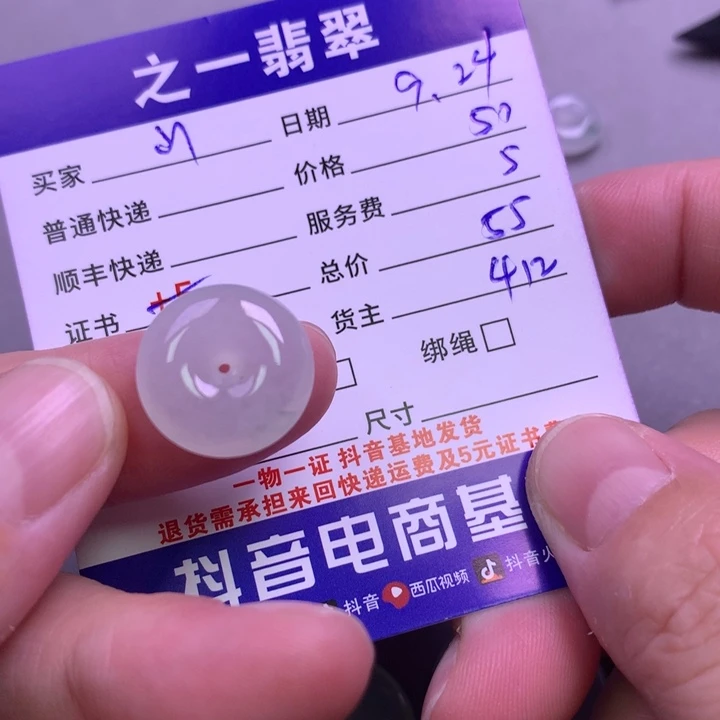 之一翡翠
买家 日期 9.24
普通快递 价格 50
顺丰快递 服务费 5
证书 +5 总价 55
货主 412
绑绳
尺寸
一物一证 抖音基地发货
退货需承担来回快递运费及5元证书费
抖音电商基
抖音 西瓜视频 抖音火